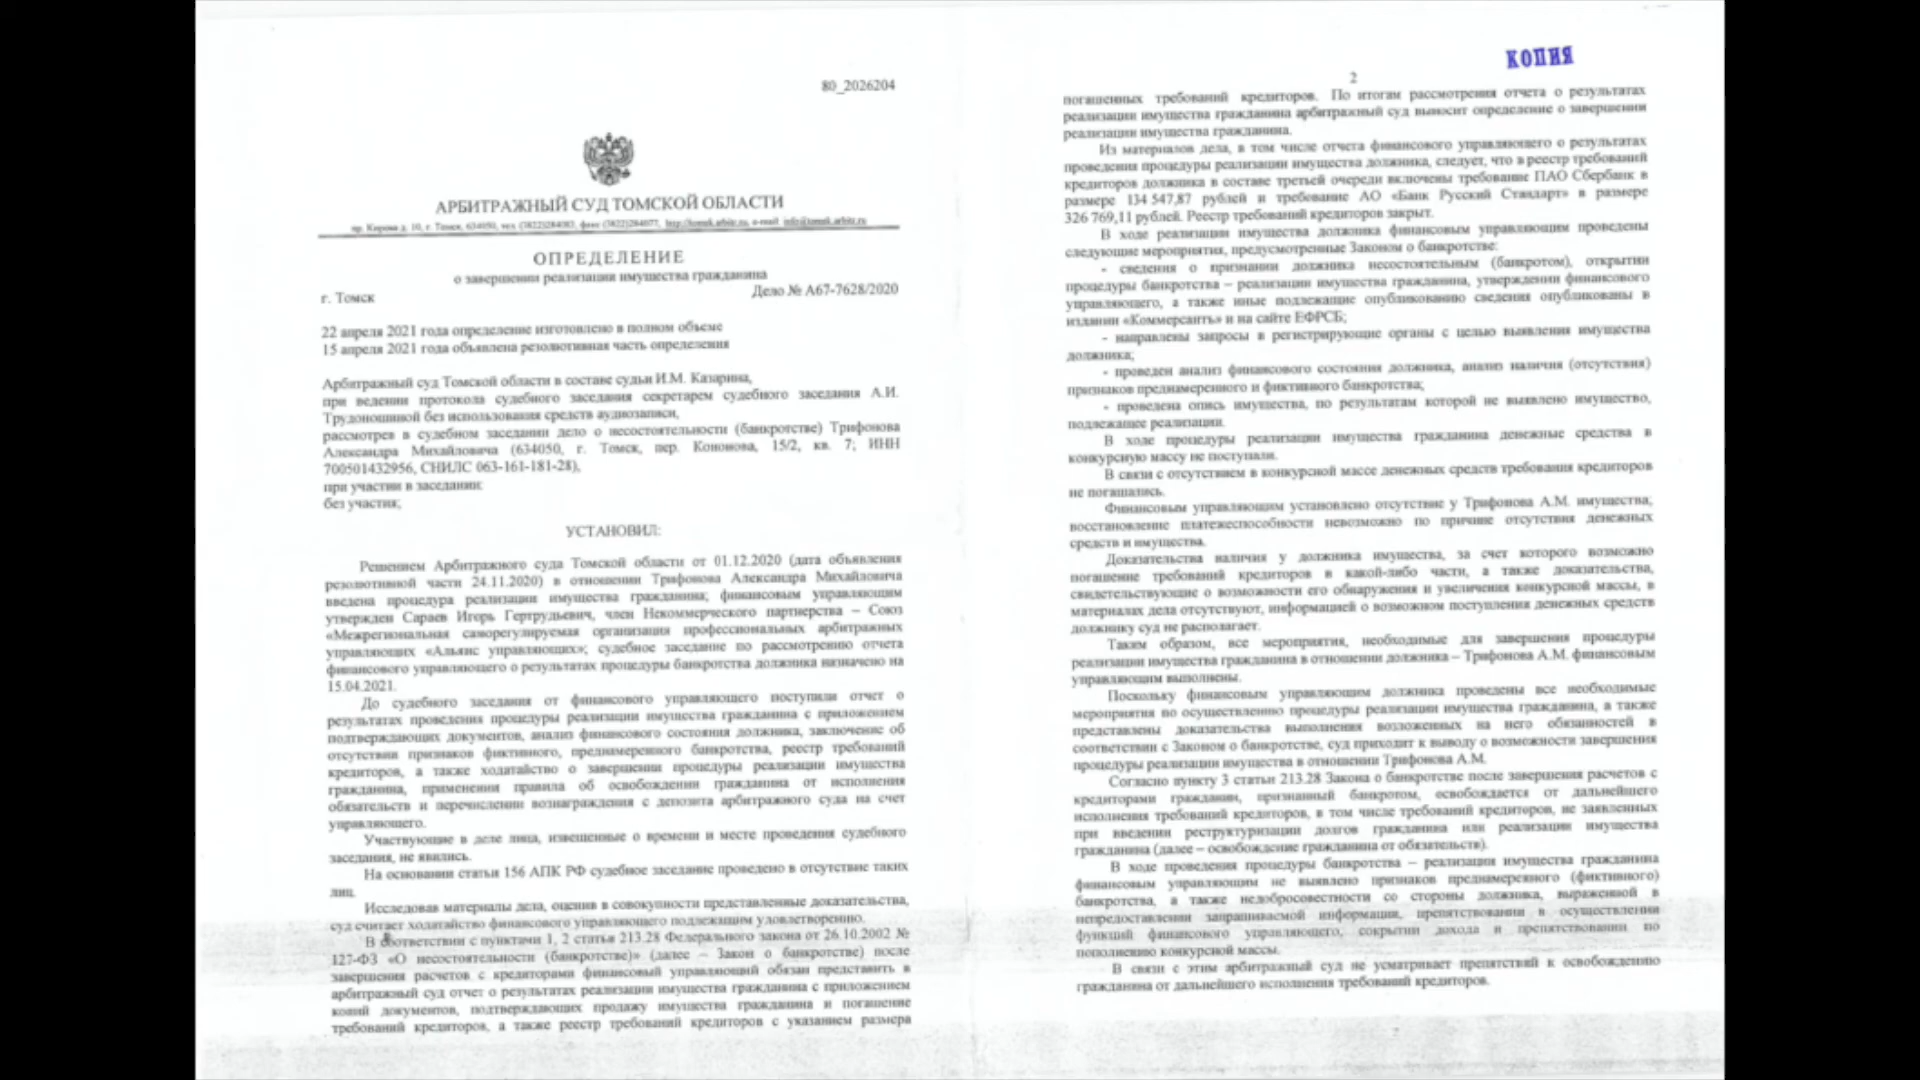 80_2026204
АРБИТРАЖНЫЙ СУД ТОМСКОЙ ОБЛАСТИ
пр. Кирова д. 10, г. Томск, 634050, тел. (3822)284083, факс (3822)284077, http://tomsk.arbitr.ru, e-mail: info@tomsk.arbitr.ru
ОПРЕДЕЛЕНИЕ
о завершении реализации имущества гражданина
г. Томск Дело № А67-7628/2020
22 апреля 2021 года определение изготовлено в полном объеме
15 апреля 2021 года объявлена резолютивная часть определения
Арбитражный суд Томской области в составе судьи И.М. Казарина,
при ведении протокола судебного заседания секретарем судебного заседания А.И.
Трудоношиной без использования средств аудиозаписи,
рассмотрев в судебном заседании дело о несостоятельности (банкротстве) Трифонова
Александра Михайловича (634050, г. Томск, пер. Кононова, 15/2, кв. 7; ИНН
700501432956, СНИЛС 063-161-181-28),
при участии в заседании:
без участия;
УСТАНОВИЛ:
Решением Арбитражного суда Томской области от 01.12.2020 (дата объявления
резолютивной части 24.11.2020) в отношении Трифонова Александра Михайловича
введена процедура реализации имущества гражданина; финансовым управляющим
утвержден Сараев Игорь Гертрудьевич, член Некоммерческого партнерства – Союз
«Межрегиональная саморегулируемая организация профессиональных арбитражных
управляющих «Альянс управляющих»; судебное заседание по рассмотрению отчета
финансового управляющего о результатах процедуры банкротства должника назначено на
15.04.2021.
До судебного заседания от финансового управляющего поступили отчет о
результатах проведения процедуры реализации имущества гражданина с приложением
подтверждающих документов, анализ финансового состояния должника, заключение об
отсутствии признаков фиктивного, преднамеренного банкротства, реестр требований
кредиторов, а также ходатайство о завершении процедуры реализации имущества
гражданина, применении правила об освобождении гражданина от исполнения
обязательств и перечислении вознаграждения с депозита арбитражного суда на счет
управляющего.
Участвующие в деле лица, извещенные о времени и месте проведения судебного
заседания, не явились.
На основании статьи 156 АПК РФ судебное заседание проведено в отсутствие таких
лиц.
Исследовав материалы дела, оценив в совокупности представленные доказательства,
суд считает ходатайство финансового управляющего подлежащим удовлетворению.
В соответствии с пунктами 1, 2 статьи 213.28 Федерального закона от 26.10.2002 №
127-ФЗ «О несостоятельности (банкротстве)» (далее – Закон о банкротстве) после
завершения расчетов с кредиторами финансовый управляющий обязан представить в
арбитражный суд отчет о результатах реализации имущества гражданина с приложением
копий документов, подтверждающих продажу имущества гражданина и погашение
требований кредиторов, а также реестр требований кредиторов с указанием размера
КОПИЯ
2
погашенных требований кредиторов. По итогам рассмотрения отчета о результатах
реализации имущества гражданина арбитражный суд выносит определение о завершении
реализации имущества гражданина.
Из материалов дела, в том числе отчета финансового управляющего о результатах
проведения процедуры реализации имущества должника, следует, что в реестр требований
кредиторов должника в составе третьей очереди включены требование ПАО Сбербанк в
размере 134 547,87 рублей и требование АО «Банк Русский Стандарт» в размере
326 769,11 рублей. Реестр требований кредиторов закрыт.
В ходе реализации имущества должника финансовым управляющим проведены
следующие мероприятия, предусмотренные Законом о банкротстве:
- сведения о признании должника несостоятельным (банкротом), открытии
процедуры банкротства – реализации имущества гражданина, утверждении финансового
управляющего, а также иные подлежащие опубликованию сведения опубликованы в
издании «Коммерсантъ» и на сайте ЕФРСБ;
- направлены запросы в регистрирующие органы с целью выявления имущества
должника;
- проведен анализ финансового состояния должника, анализ наличия (отсутствия)
признаков преднамеренного и фиктивного банкротства;
- проведена опись имущества, по результатам которой не выявлено имущество,
подлежащее реализации.
В ходе процедуры реализации имущества гражданина денежные средства в
конкурсную массу не поступали.
В связи с отсутствием в конкурсной массе денежных средств требования кредиторов
не погашались.
Финансовым управляющим установлено отсутствие у Трифонова А.М. имущества;
восстановление платежеспособности невозможно по причине отсутствия денежных
средств и имущества.
Доказательства наличия у должника имущества, за счет которого возможно
погашение требований кредиторов в какой-либо части, а также доказательства,
свидетельствующие о возможности его обнаружения и увеличения конкурсной массы, в
материалах дела отсутствуют, информацией о возможном поступления денежных средств
должнику суд не располагает.
Таким образом, все мероприятия, необходимые для завершения процедуры
реализации имущества гражданина в отношении должника – Трифонова А.М. финансовым
управляющим выполнены.
Поскольку финансовым управляющим должника проведены все необходимые
мероприятия по осуществлению процедуры реализации имущества гражданина, а также
представлены доказательства выполнения возложенных на него обязанностей в
соответствии с Законом о банкротстве, суд приходит к выводу о возможности завершения
процедуры реализации имущества в отношении Трифонова А.М.
Согласно пункту 3 статьи 213.28 Закона о банкротстве после завершения расчетов с
кредиторами гражданин, признанный банкротом, освобождается от дальнейшего
исполнения требований кредиторов, в том числе требований кредиторов, не заявленных
при введении реструктуризации долгов гражданина или реализации имущества
гражданина (далее – освобождение гражданина от обязательств).
В ходе проведения процедуры банкротства – реализации имущества гражданина
финансовым управляющим не выявлено признаков преднамеренного (фиктивного)
банкротства, а также недобросовестности со стороны должника, выраженной в
непредоставлении запрашиваемой информации, препятствовании в осуществлении
функций финансового управляющего, сокрытии дохода и препятствовании по
пополнению конкурсной массы.
В связи с этим арбитражный суд не усматривает препятствий к освобождению
гражданина от дальнейшего исполнения требований кредиторов.